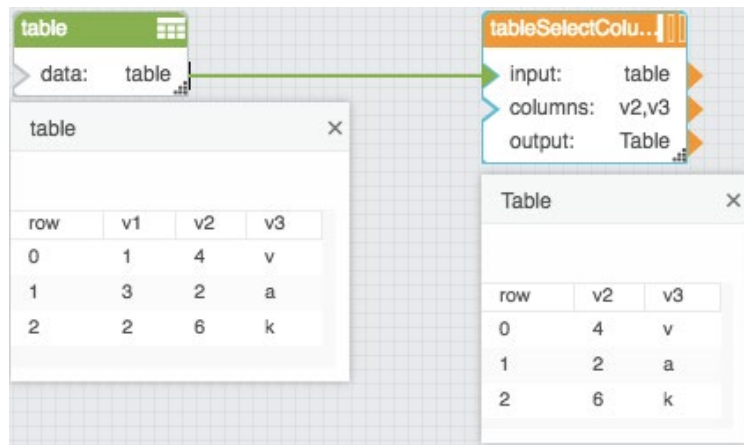 table
data: table
table ×
row v1 v2 v3
0 1 4 v
1 3 2 a
2 2 6 k
tableSelectColu...
input: table
columns: v2,v3
output: Table
Table ×
row v2 v3
0 4 v
1 2 a
2 6 k